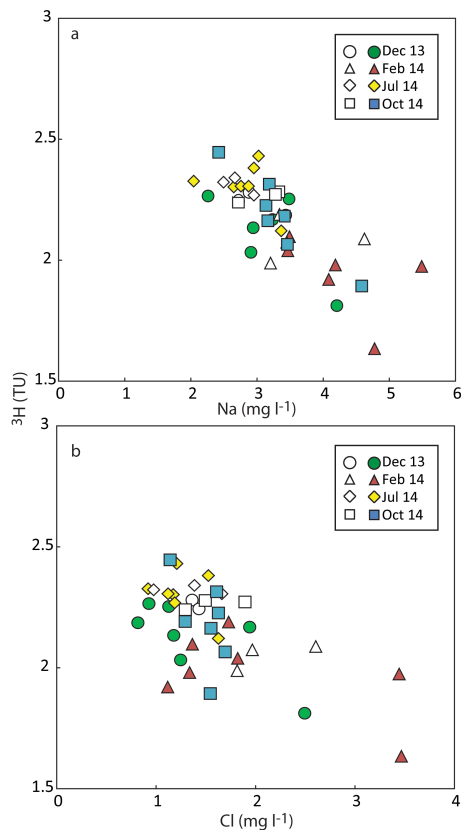 3
a
Dec 13
Feb 14
Jul 14
Oct 14
2.5
2
1.5
0 1 2 3 4 5 6
Na (mg l-1)
3H (TU)
3
b
Dec 13
Feb 14
Jul 14
Oct 14
2.5
2
1.5
0 1 2 3 4
Cl (mg l-1)